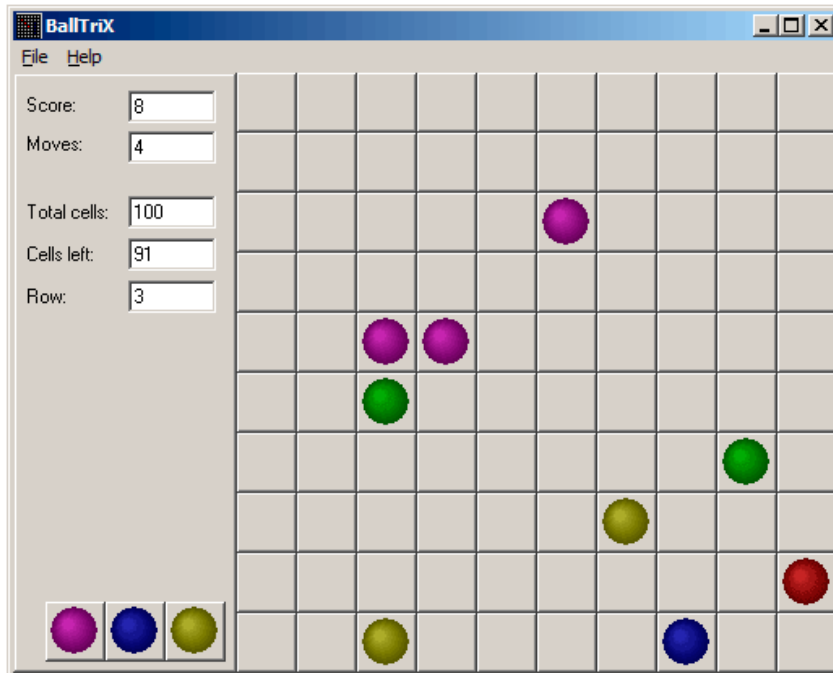 BallTriX
File Help
Score: 8
Moves: 4
Total cells: 100
Cells left: 91
Row: 3